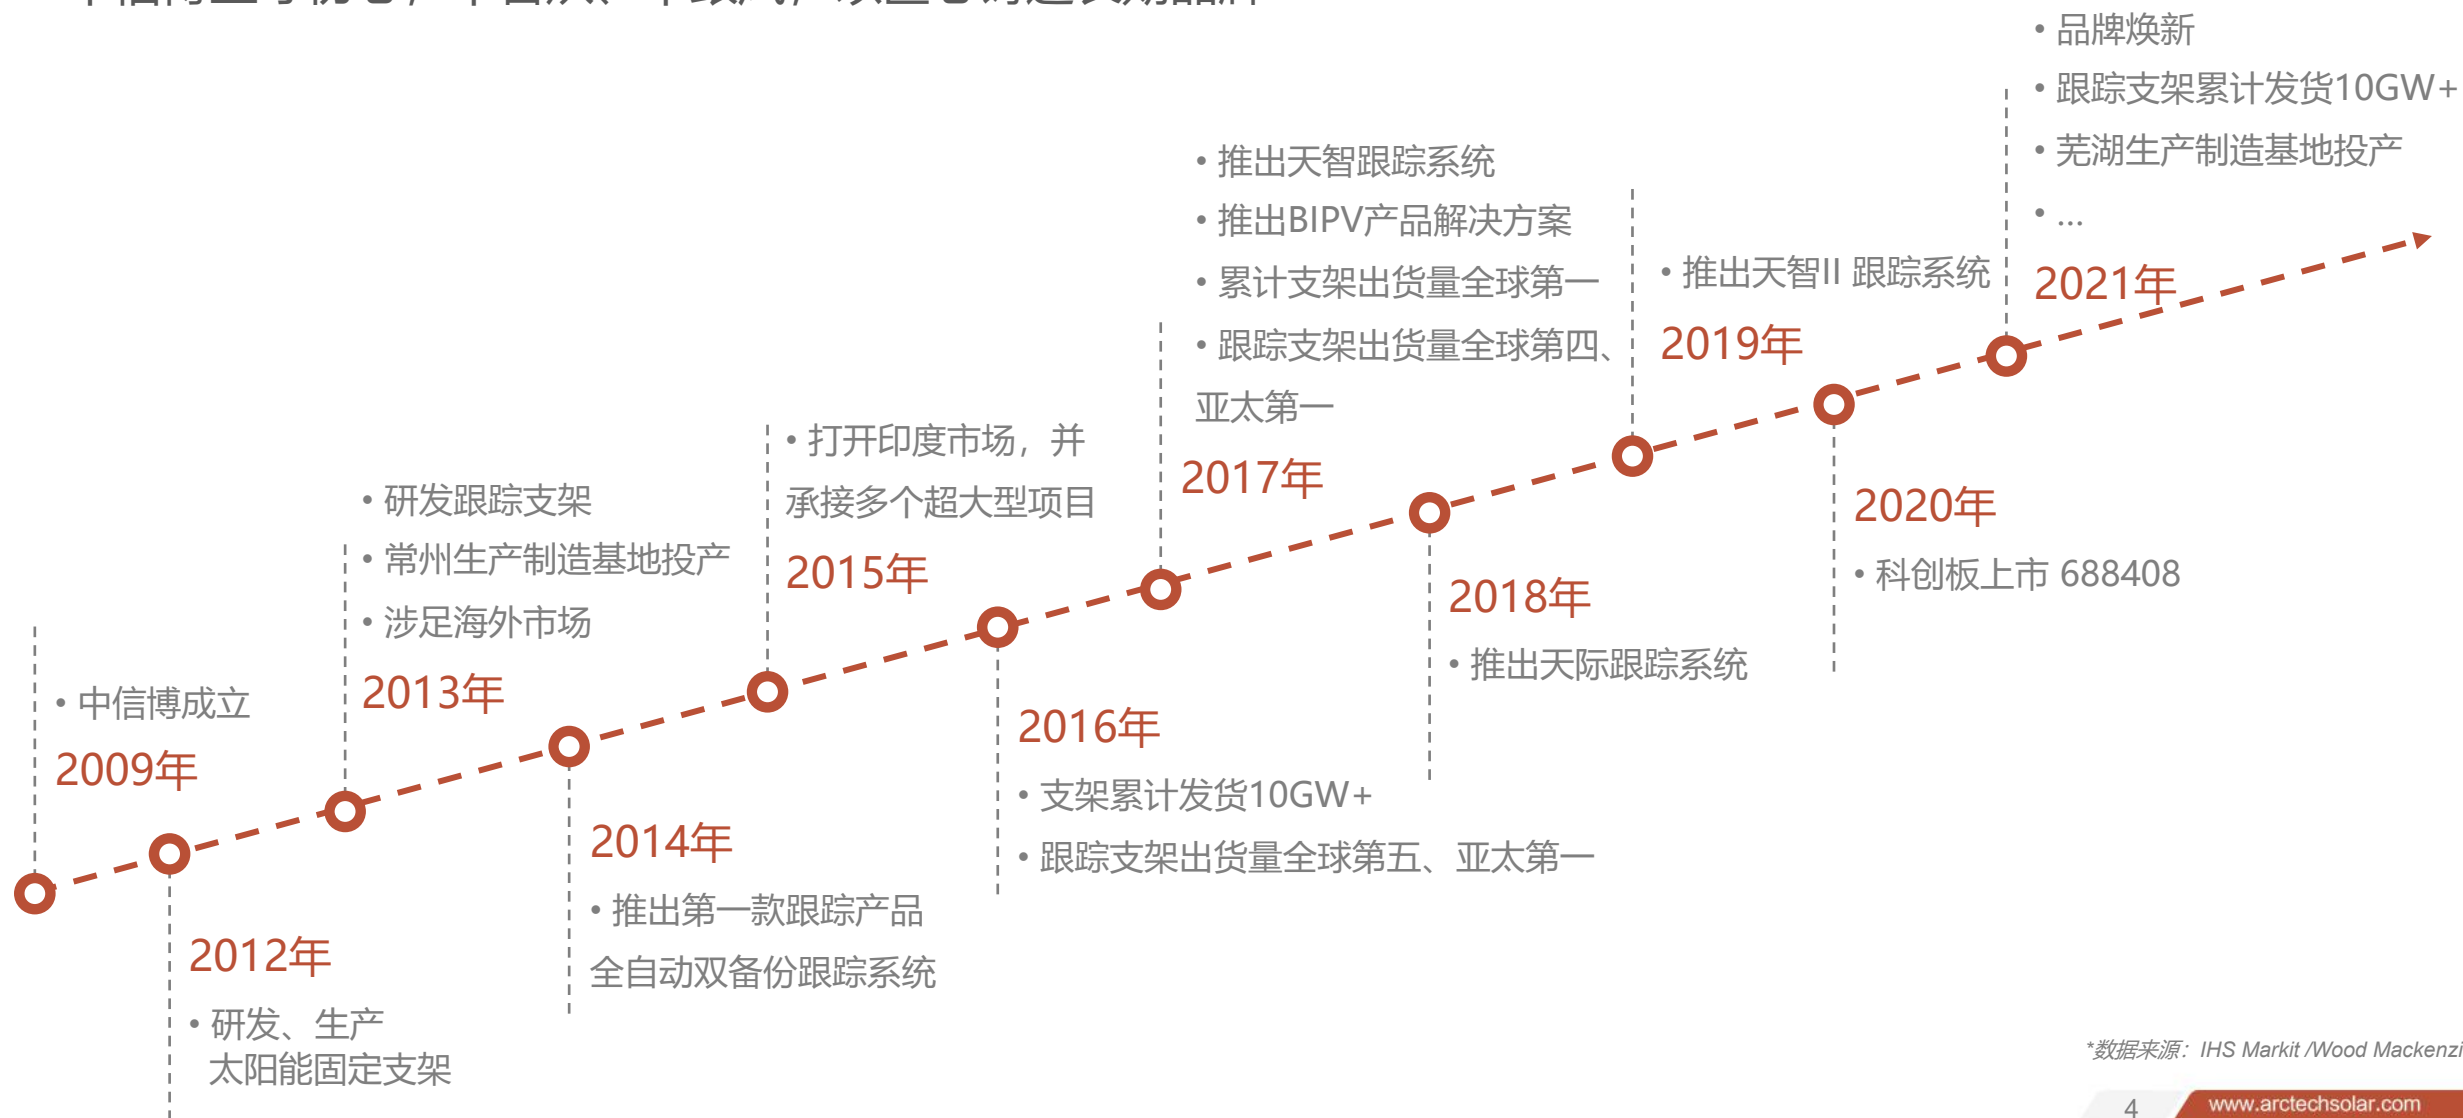 • 中信博成立
2009年
2012年
• 研发、生产
太阳能固定支架
• 研发跟踪支架
• 常州生产制造基地投产
• 涉足海外市场
2013年
2014年
• 推出第一款跟踪产品
全自动双备份跟踪系统
• 打开印度市场，并
承接多个超大型项目
2015年
2016年
• 支架累计发货10GW+
• 跟踪支架出货量全球第五、亚太第一
• 推出天智跟踪系统
• 推出BIPV产品解决方案
• 累计支架出货量全球第一
• 跟踪支架出货量全球第四、
亚太第一
2017年
2018年
• 推出天际跟踪系统
• 推出天智II 跟踪系统
2019年
2020年
• 科创板上市 688408
• 品牌焕新
• 跟踪支架累计发货10GW+
• 芜湖生产制造基地投产
• ...
2021年
*数据来源：IHS Markit /Wood Mackenzi
4
www.arctechsolar.com